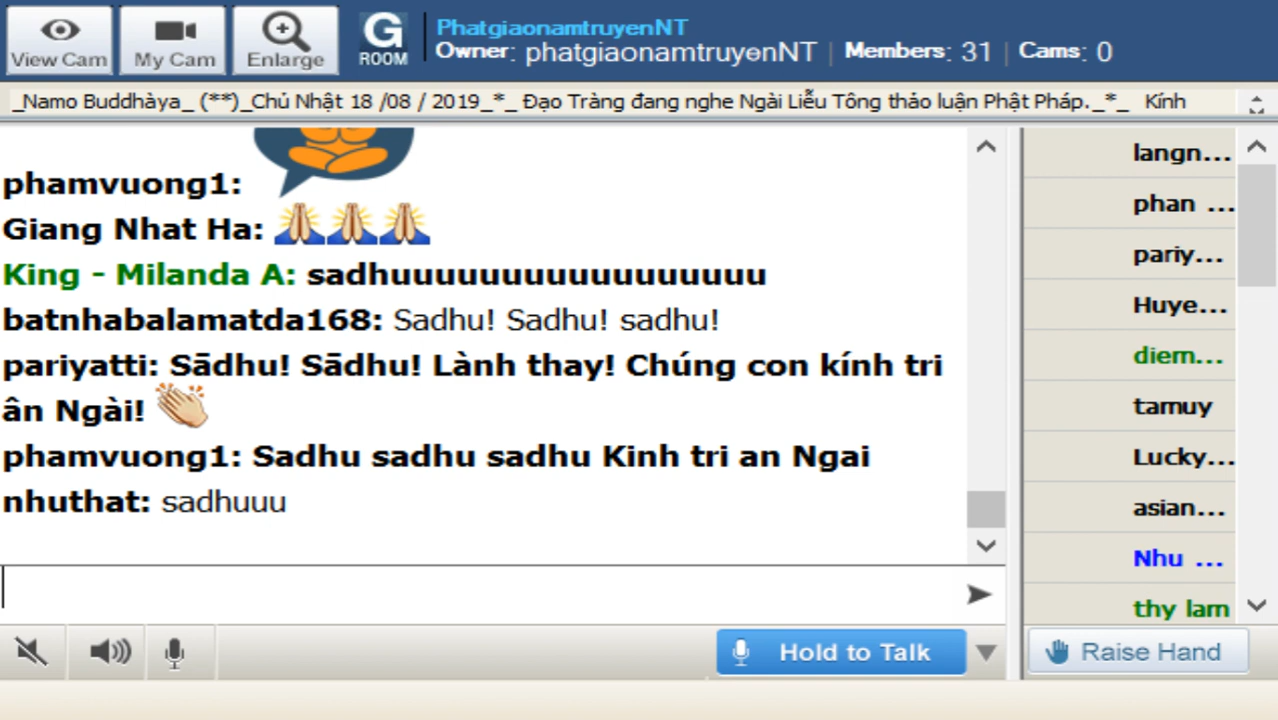 View Cam
My Cam
Enlarge
G
ROOM
PhatgiaonamtruyenNT
Owner: phatgiaonamtruyenNT | Members: 31 | Cams: 0
_Namo Buddhàya_ (**)_Chủ Nhật 18 /08 / 2019_*_ Đạo Tràng đang nghe Ngài Liễu Tông thảo luận Phật Pháp._*_ Kính
phamvuong1:
Giang Nhat Ha:
King - Milanda A: sadhuuuuuuuuuuuuuuuuuu
batnhabalamatda168: Sadhu! Sadhu! sadhu!
pariyatti: Sādhu! Sādhu! Lành thay! Chúng con kính tri
ân Ngài!
phamvuong1: Sadhu sadhu sadhu Kinh tri an Ngai
nhuthat: sadhuuu
langn...
phan ...
pariy...
Huye...
diem...
tamuy
Lucky...
asian...
Nhu ...
thy lam
Hold to Talk
Raise Hand